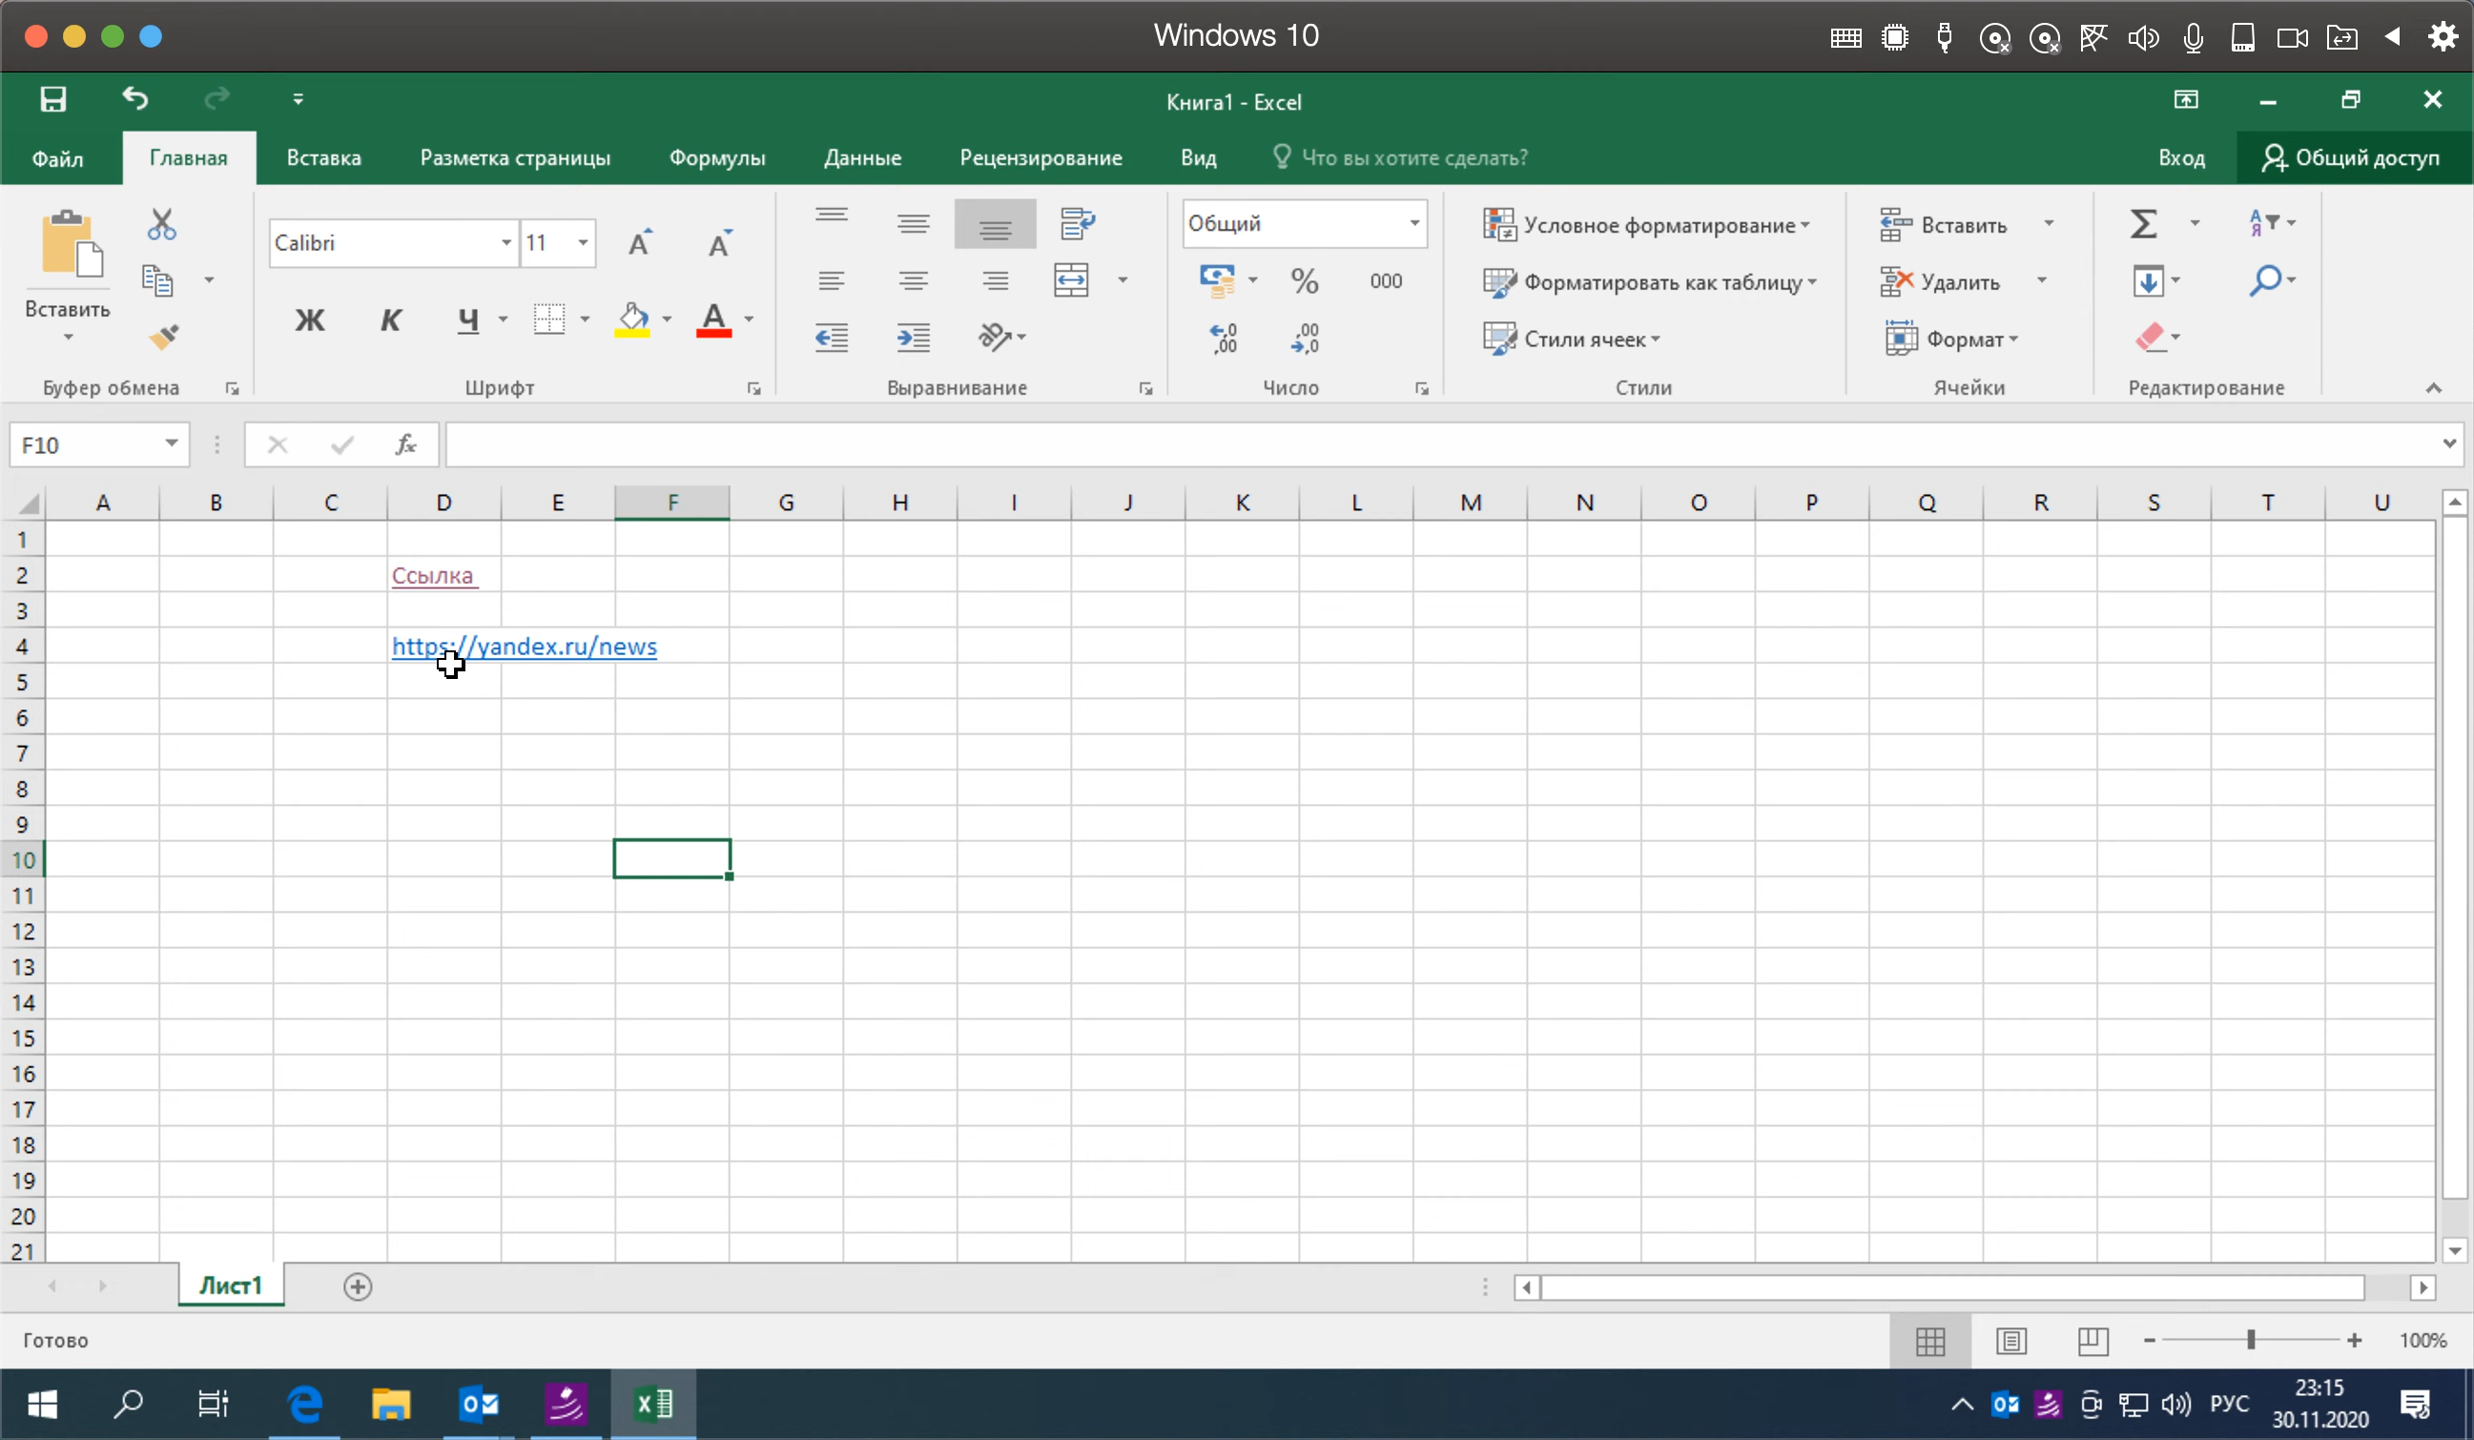 Windows 10
Книга1 - Excel
Файл Главная Вставка Разметка страницы Формулы Данные Рецензирование Вид Что вы хотите сделать? Вход Общий доступ
Calibri 11 Общий Условное форматирование Вставить
% 000 Форматировать как таблицу Удалить
Вставить Ж К Ч А Стили ячеек Формат
Буфер обмена Шрифт Выравнивание Число Стили Ячейки Редактирование
F10 fx
A B C D E F G H I J K L M N O P Q R S T U
1
2 Ссылка
3
4 https://yandex.ru/news
5
6
7
8
9
10
11
12
13
14
15
16
17
18
19
20
21
Лист1
Готово 100%
РУС 23:15
30.11.2020